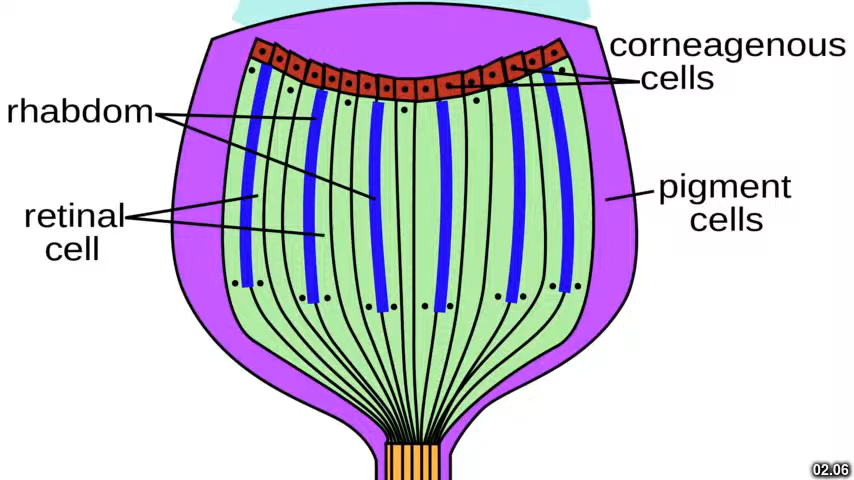 corneagenous
cells
rhabdom
pigment
cells
retinal
cell
02.06